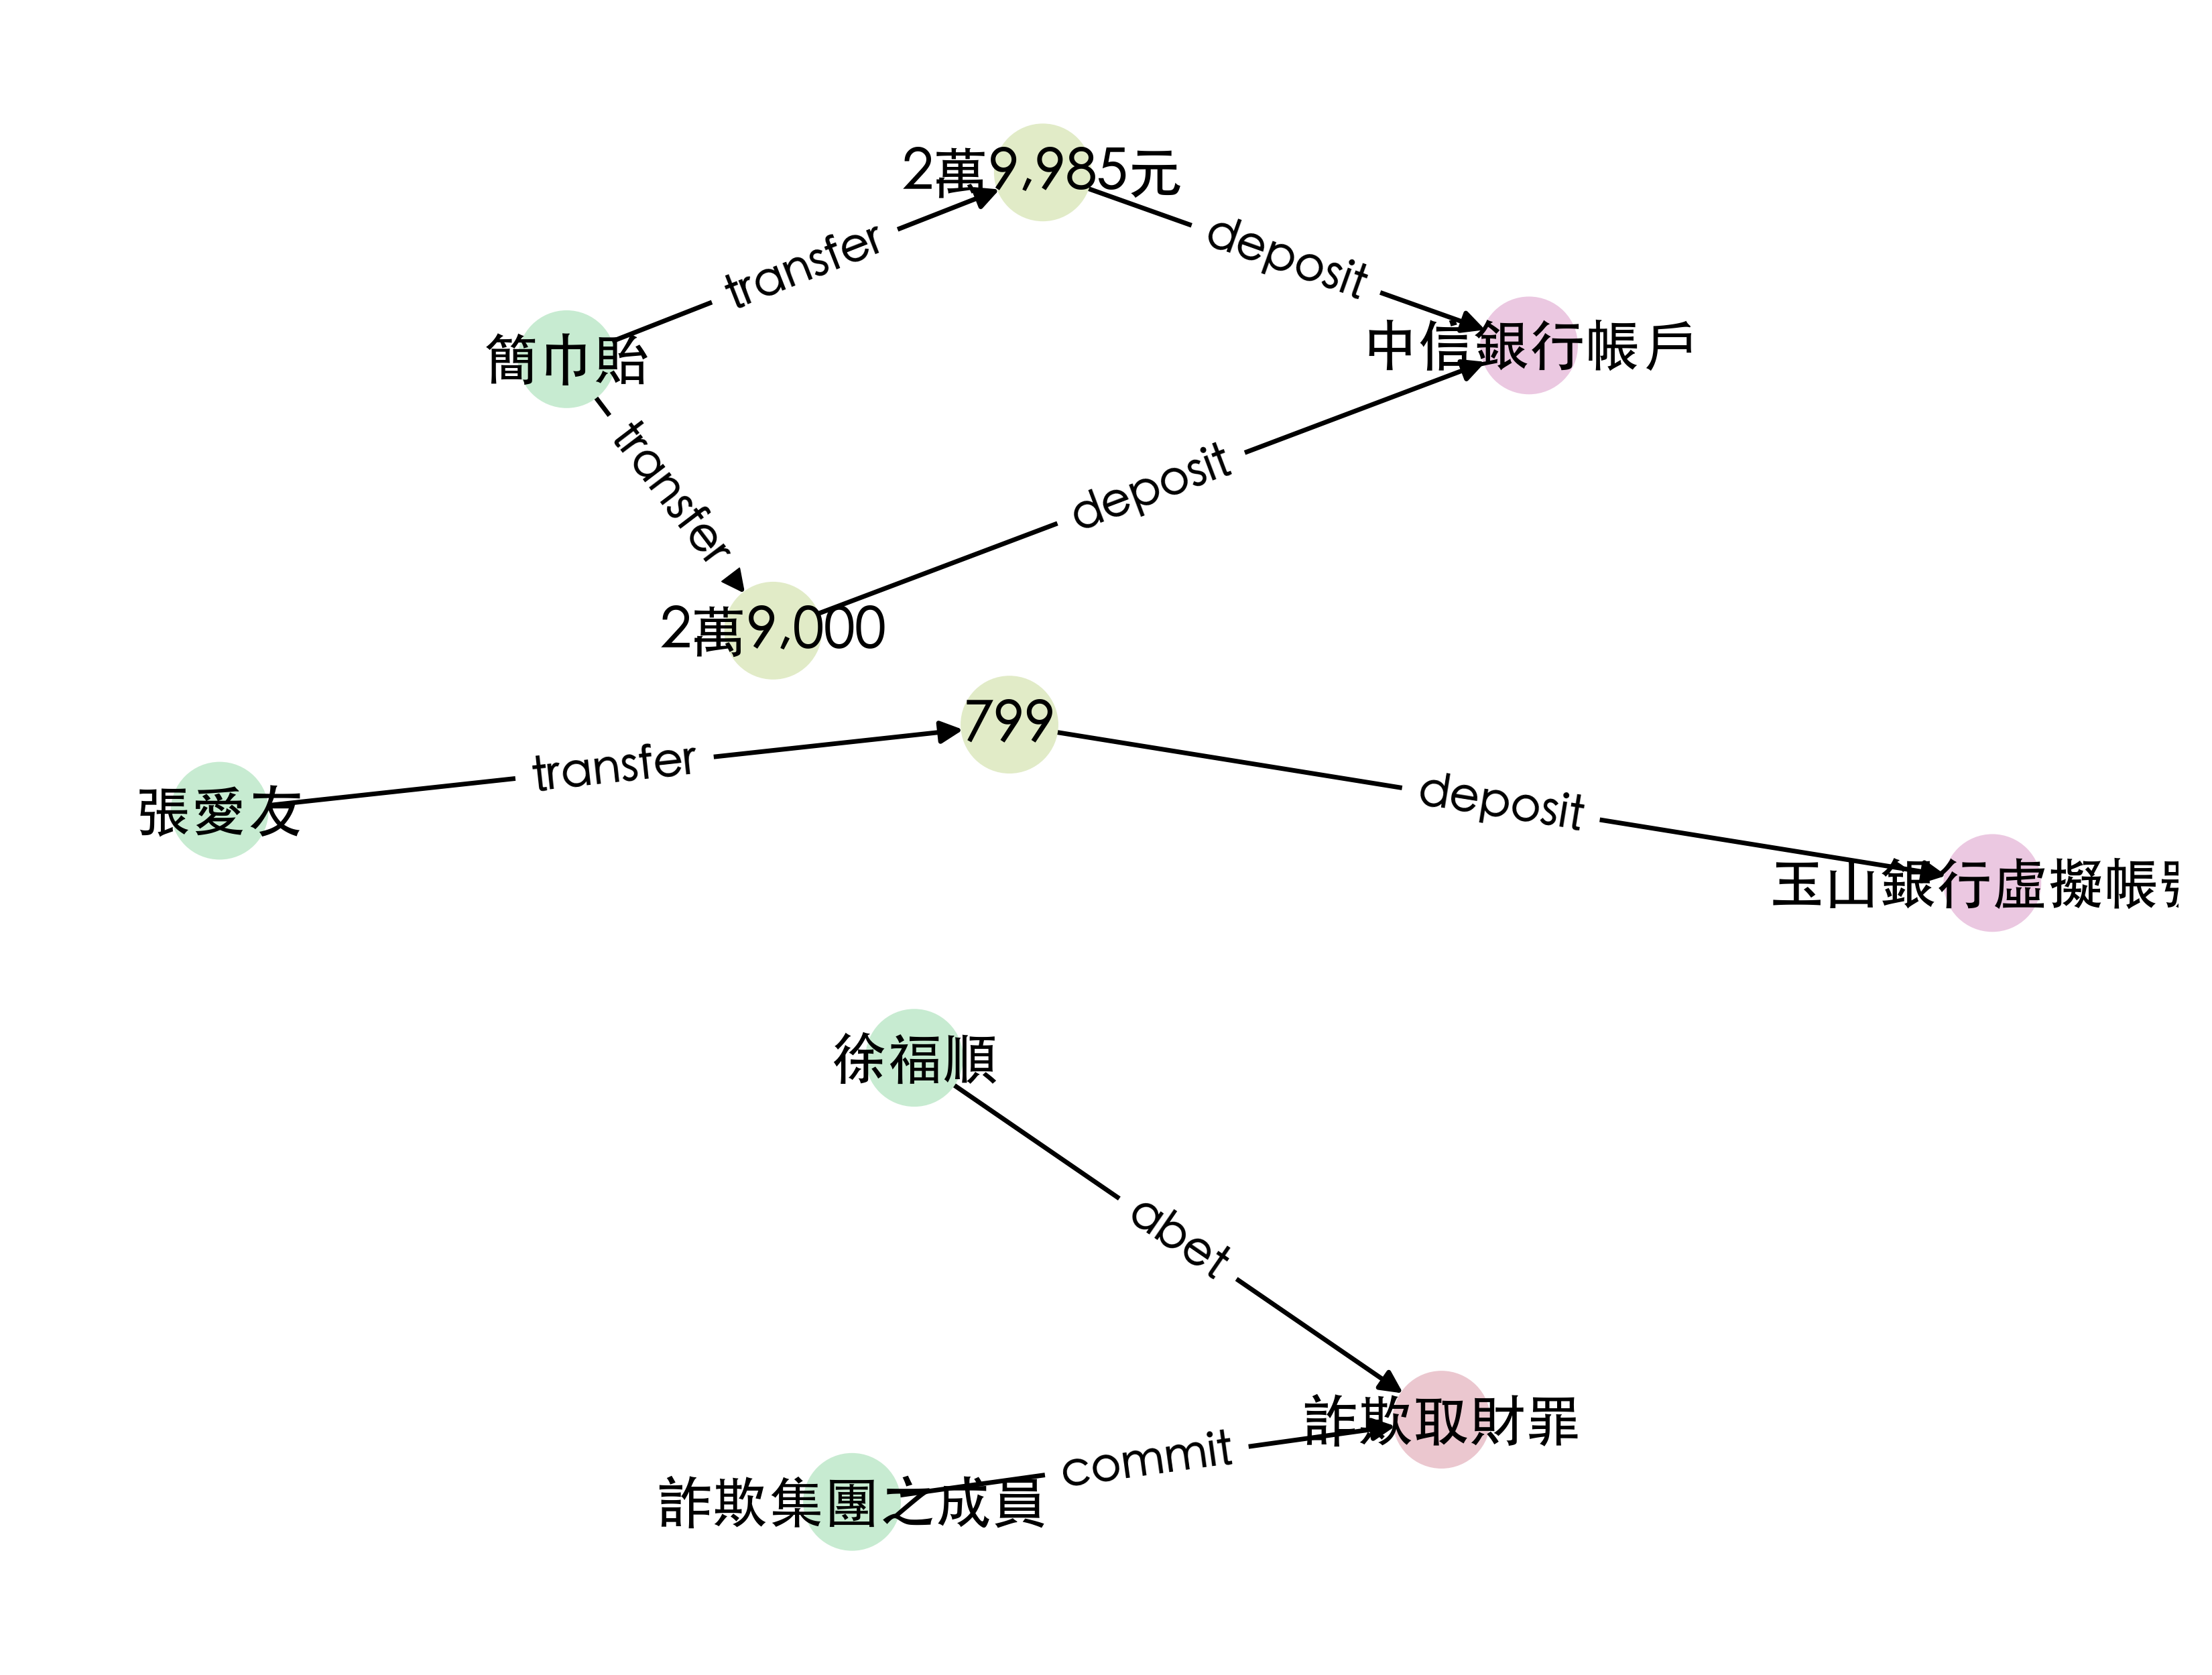 2萬9,985元
transfer
deposit
簡巾貼
中信銀行帳戶
transfer
deposit
2萬9,000
799
transfer
張愛友
deposit
玉山銀行虛擬帳
徐福順
abet
詐欺取財罪
commit
詐欺集團之成員